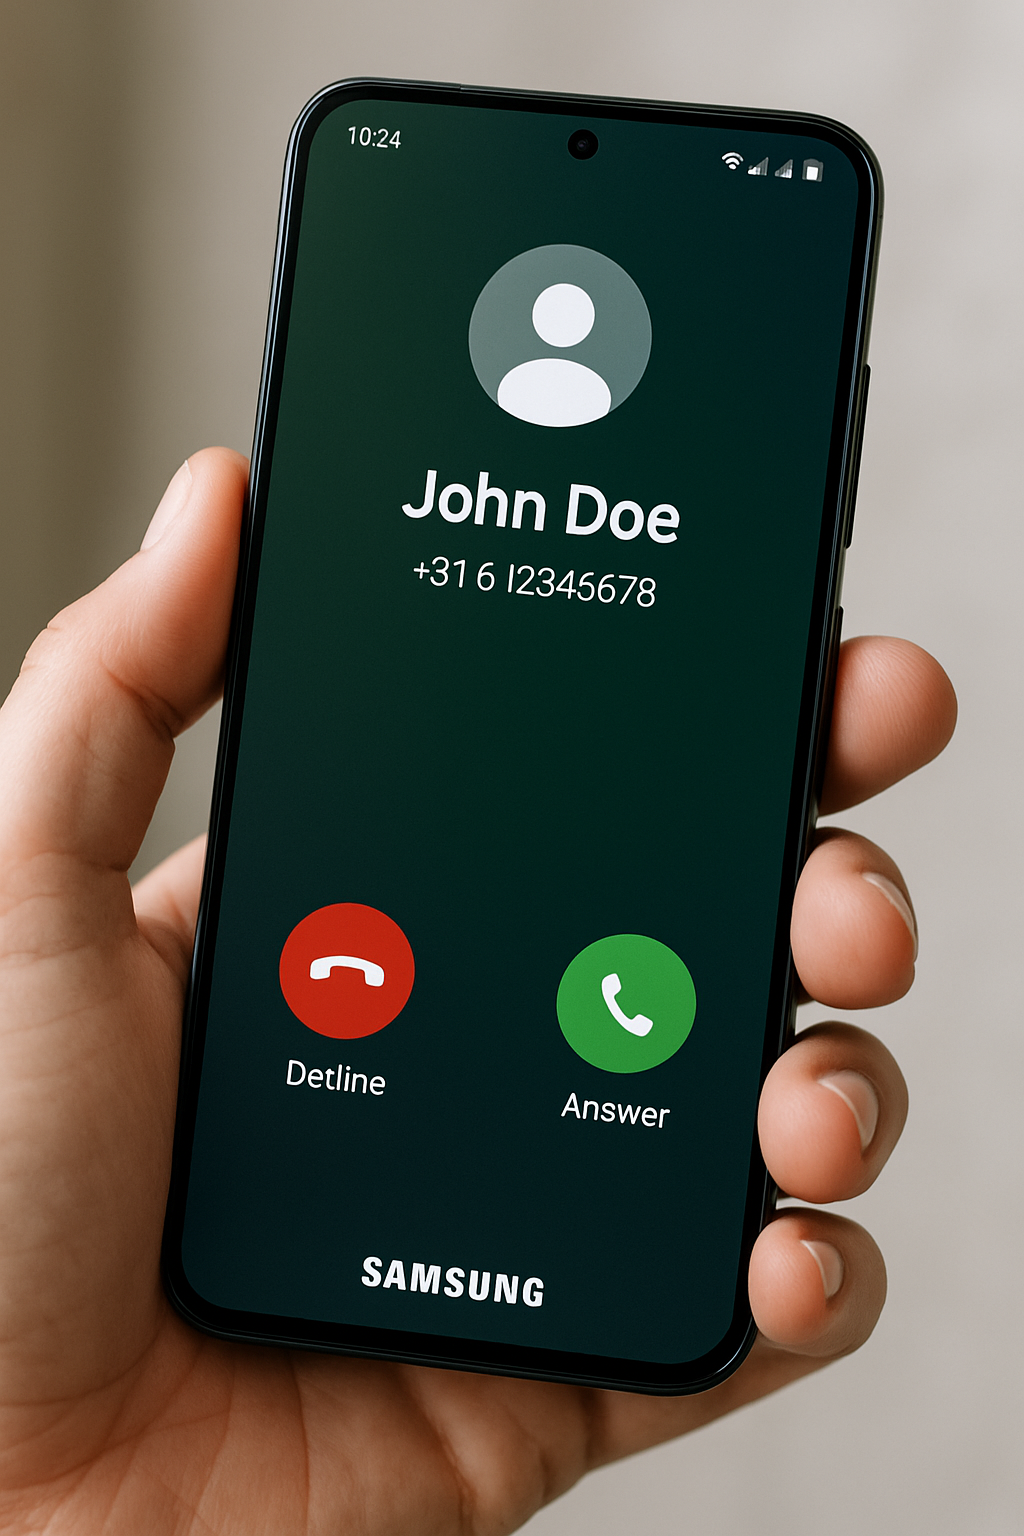 10:24
John Doe
+31 6 12345678
Detline
Answer
SAMSUNG